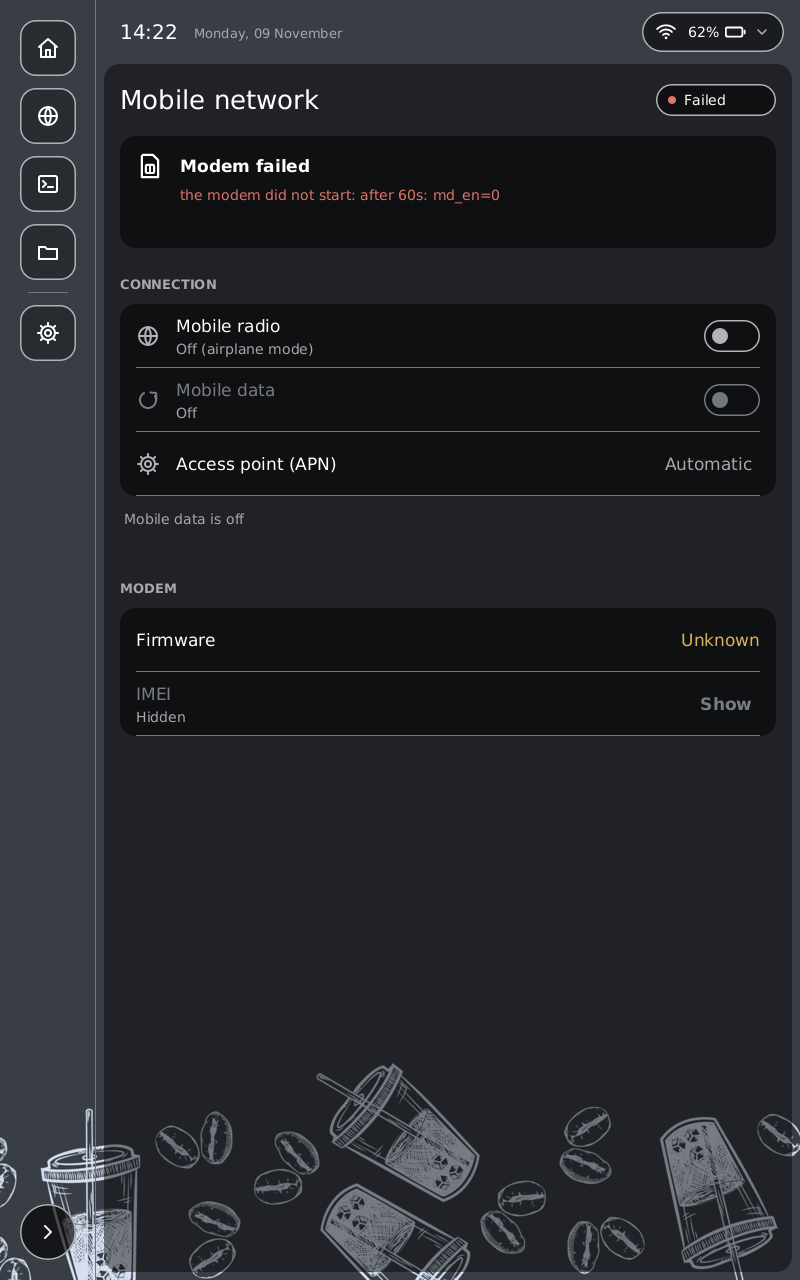 14:22 Monday, 09 November 62%
Mobile network Failed
Modem failed
the modem did not start: after 60s: md_en=0
CONNECTION
Mobile radio
Off (airplane mode)
Mobile data
Off
Access point (APN) Automatic
Mobile data is off
MODEM
Firmware Unknown
IMEI
Hidden
Show